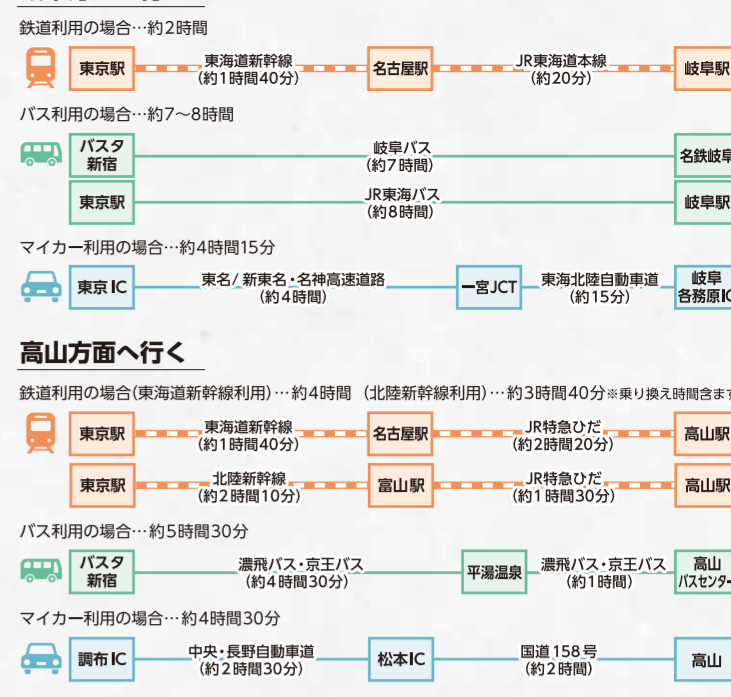 鉄道利用の場合…約2時間
東京駅
東海道新幹線
(約1時間40分)
名古屋駅
JR東海道本線
(約20分)
岐阜駅
バス利用の場合…約7～8時間
バスタ
新宿
岐阜バス
(約7時間)
名鉄岐阜
東京駅
JR東海バス
(約8時間)
岐阜駅
マイカー利用の場合…約4時間15分
東京IC
東名/新東名・名神高速道路
(約4時間)
一宮JCT
東海北陸自動車道
(約15分)
岐阜
各務原IC
高山方面へ行く
鉄道利用の場合(東海道新幹線利用)…約4時間 (北陸新幹線利用)…約3時間40分※乗り換え時間含ます
東京駅
東海道新幹線
(約1時間40分)
名古屋駅
JR特急ひだ
(約2時間20分)
高山駅
東京駅
北陸新幹線
(約2時間10分)
富山駅
JR特急ひだ
(約1時間30分)
高山駅
バス利用の場合…約5時間30分
バスタ
新宿
濃飛バス・京王バス
(約4時間30分)
平湯温泉
濃飛バス・京王バス
(約1時間)
高山
バスセンター
マイカー利用の場合…約4時間30分
調布IC
中央・長野自動車道
(約2時間30分)
松本IC
国道158号
(約2時間)
高山